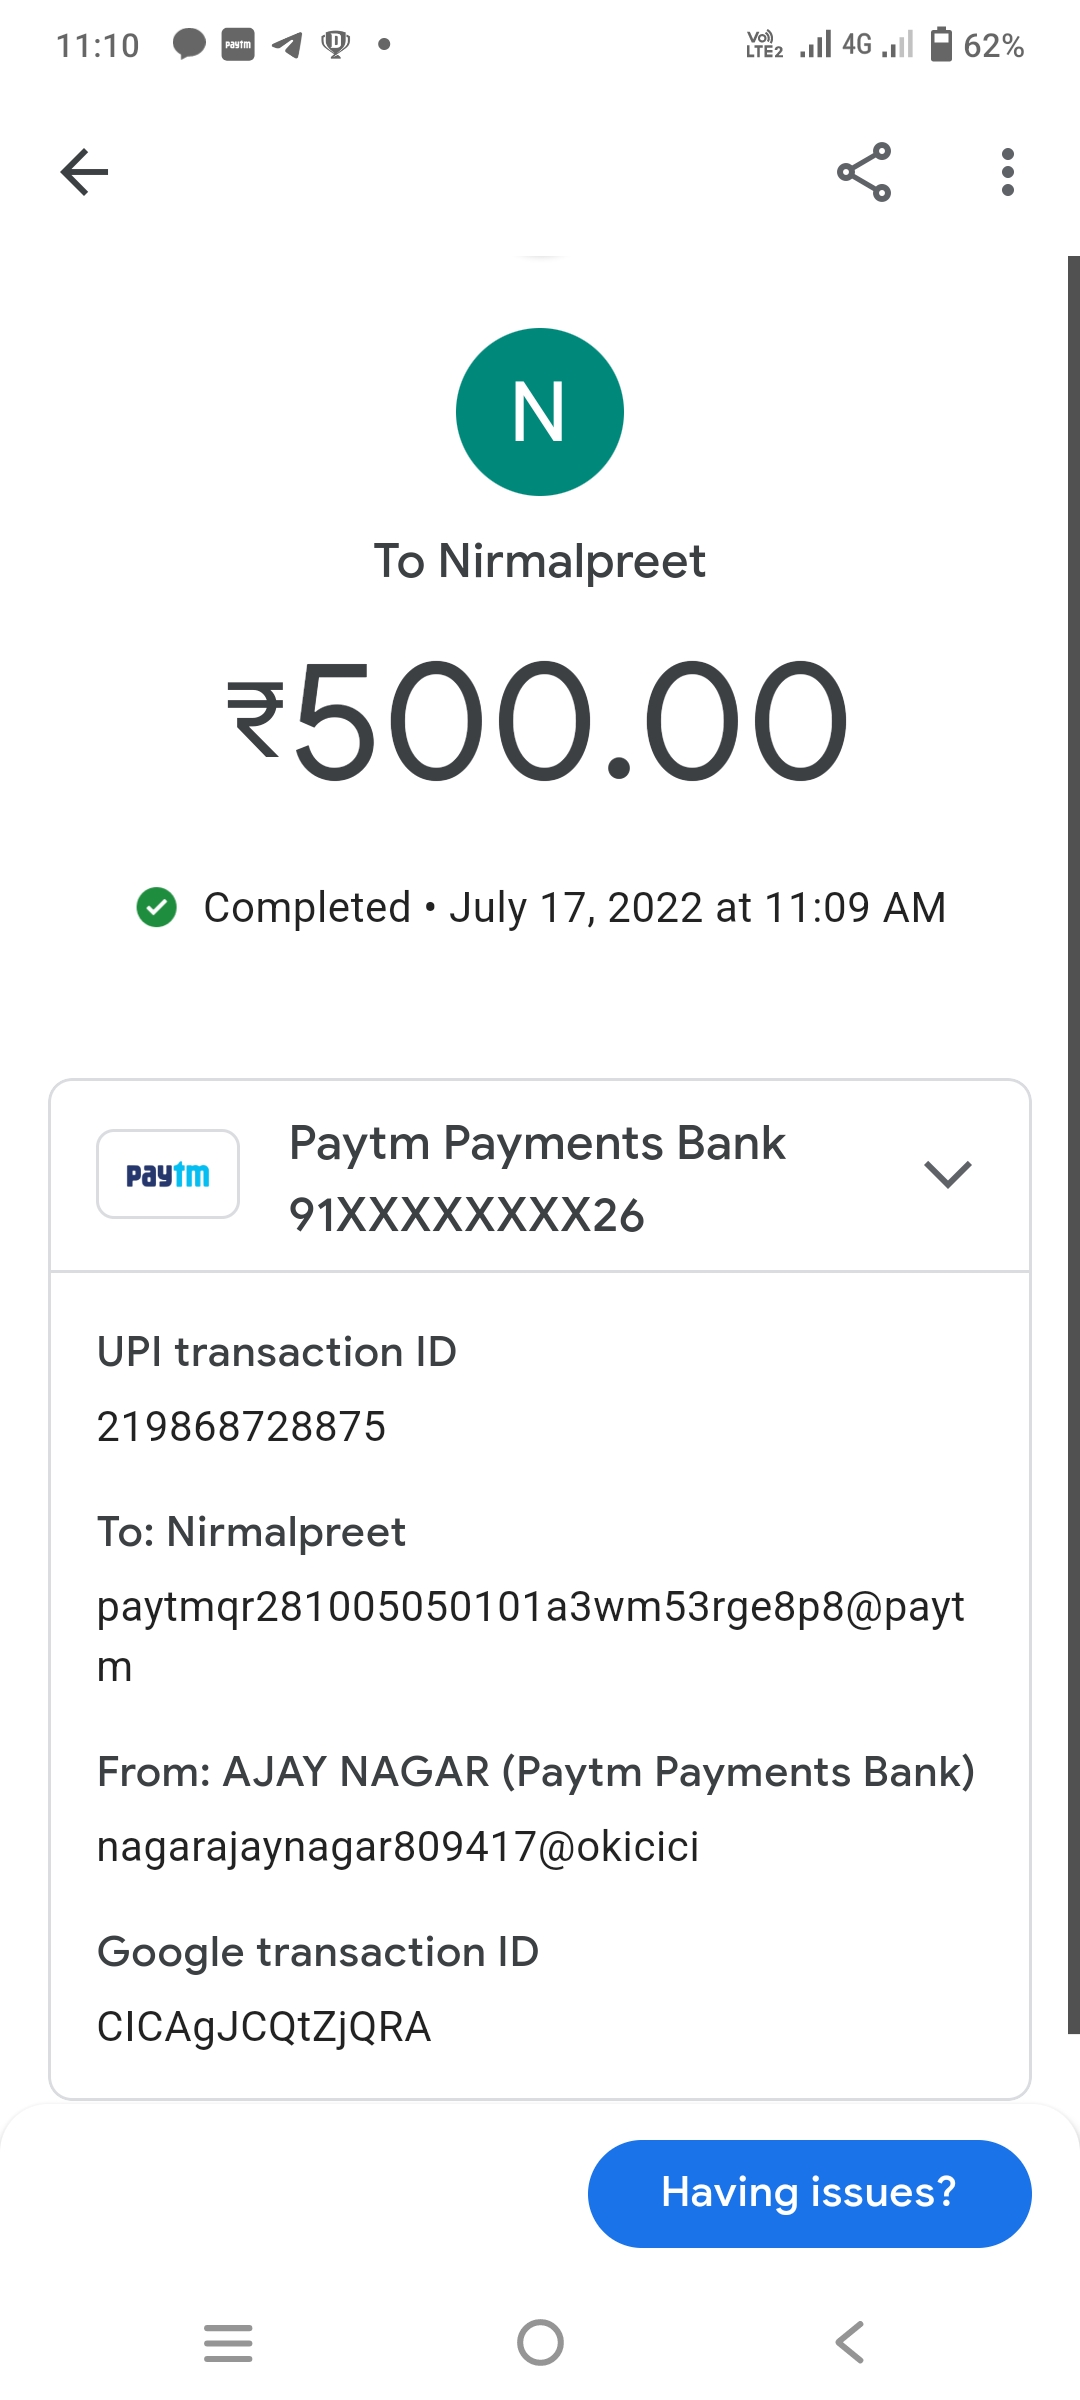 11:10 paytm D Vo) LTE2 4G 62%
N
To Nirmalpreet
₹500.00
Completed • July 17, 2022 at 11:09 AM
paytm Paytm Payments Bank
91XXXXXXXX26
UPI transaction ID
219868728875
To: Nirmalpreet
paytmqr281005050101a3wm53rge8p8@payt
m
From: AJAY NAGAR (Paytm Payments Bank)
nagarajaynagar809417@okicici
Google transaction ID
CICAgJCQtZjQRA
Having issues?